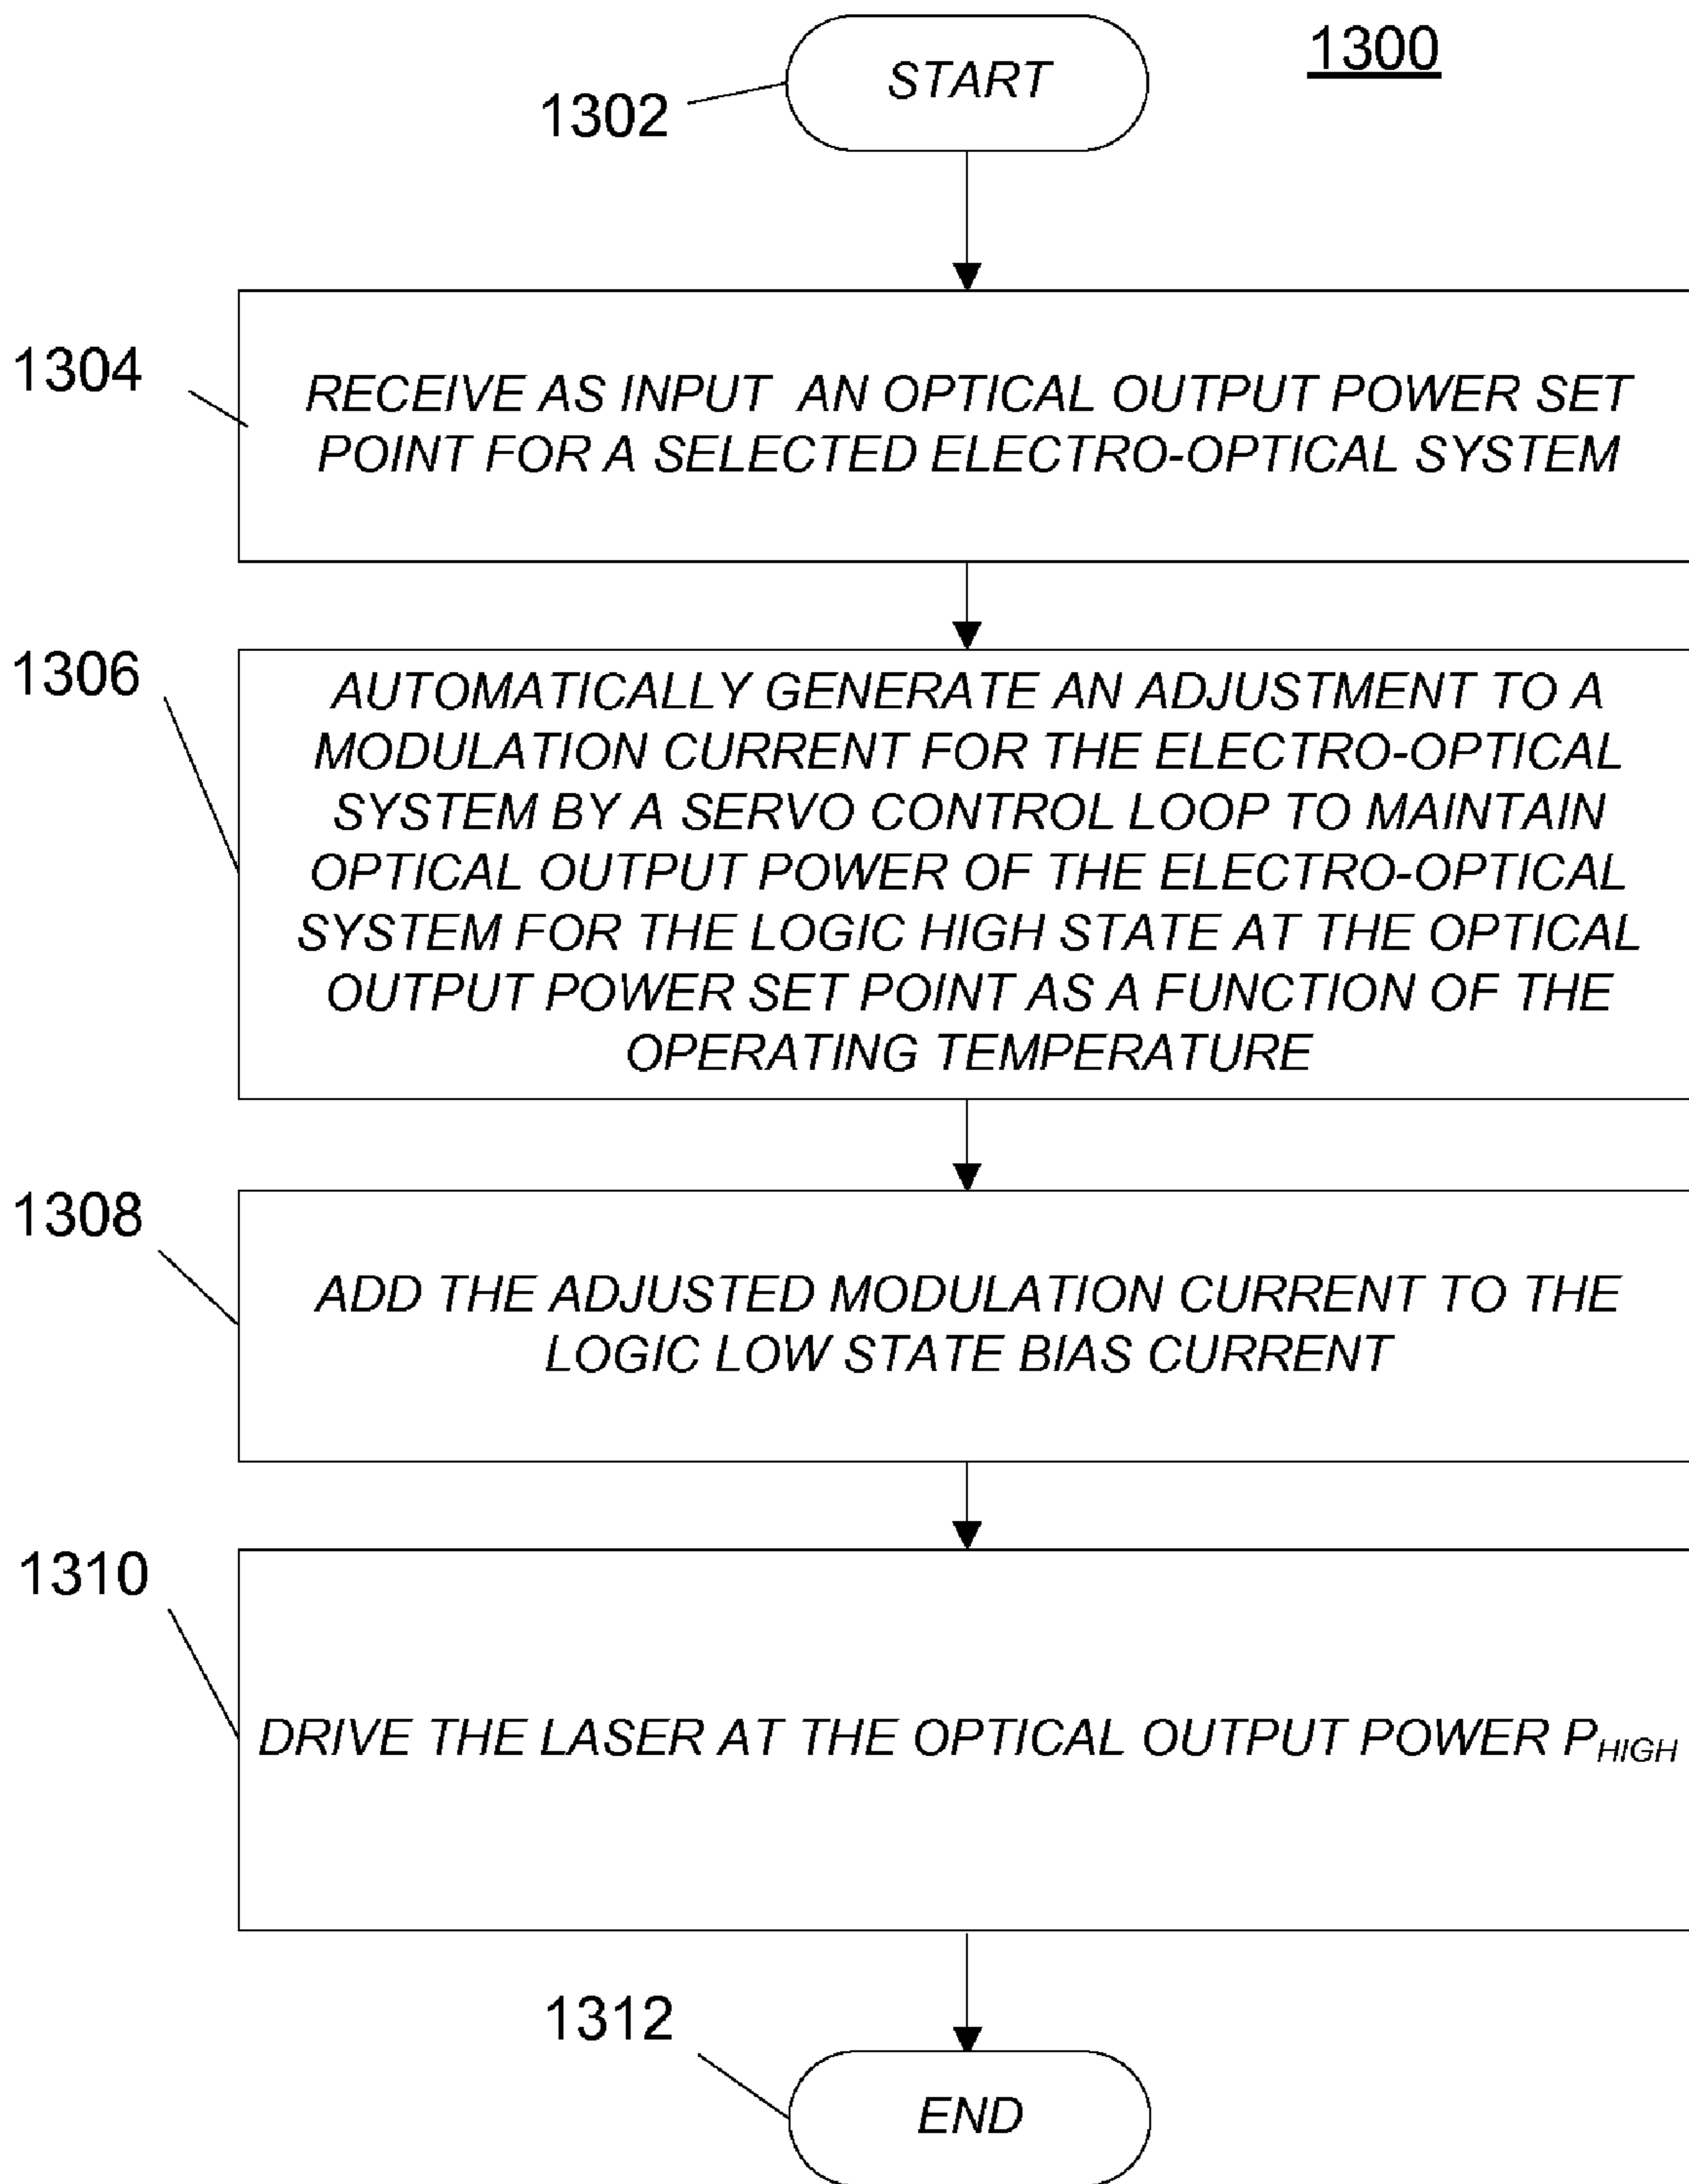 1300
START
1302
1304
RECEIVE AS INPUT AN OPTICAL OUTPUT POWER SET
POINT FOR A SELECTED ELECTRO-OPTICAL SYSTEM
1306
AUTOMATICALLY GENERATE AN ADJUSTMENT TO A
MODULATION CURRENT FOR THE ELECTRO-OPTICAL
SYSTEM BY A SERVO CONTROL LOOP TO MAINTAIN
OPTICAL OUTPUT POWER OF THE ELECTRO-OPTICAL
SYSTEM FOR THE LOGIC HIGH STATE AT THE OPTICAL
OUTPUT POWER SET POINT AS A FUNCTION OF THE
OPERATING TEMPERATURE
1308
ADD THE ADJUSTED MODULATION CURRENT TO THE
LOGIC LOW STATE BIAS CURRENT
1310
DRIVE THE LASER AT THE OPTICAL OUTPUT POWER PHIGH
1312
END